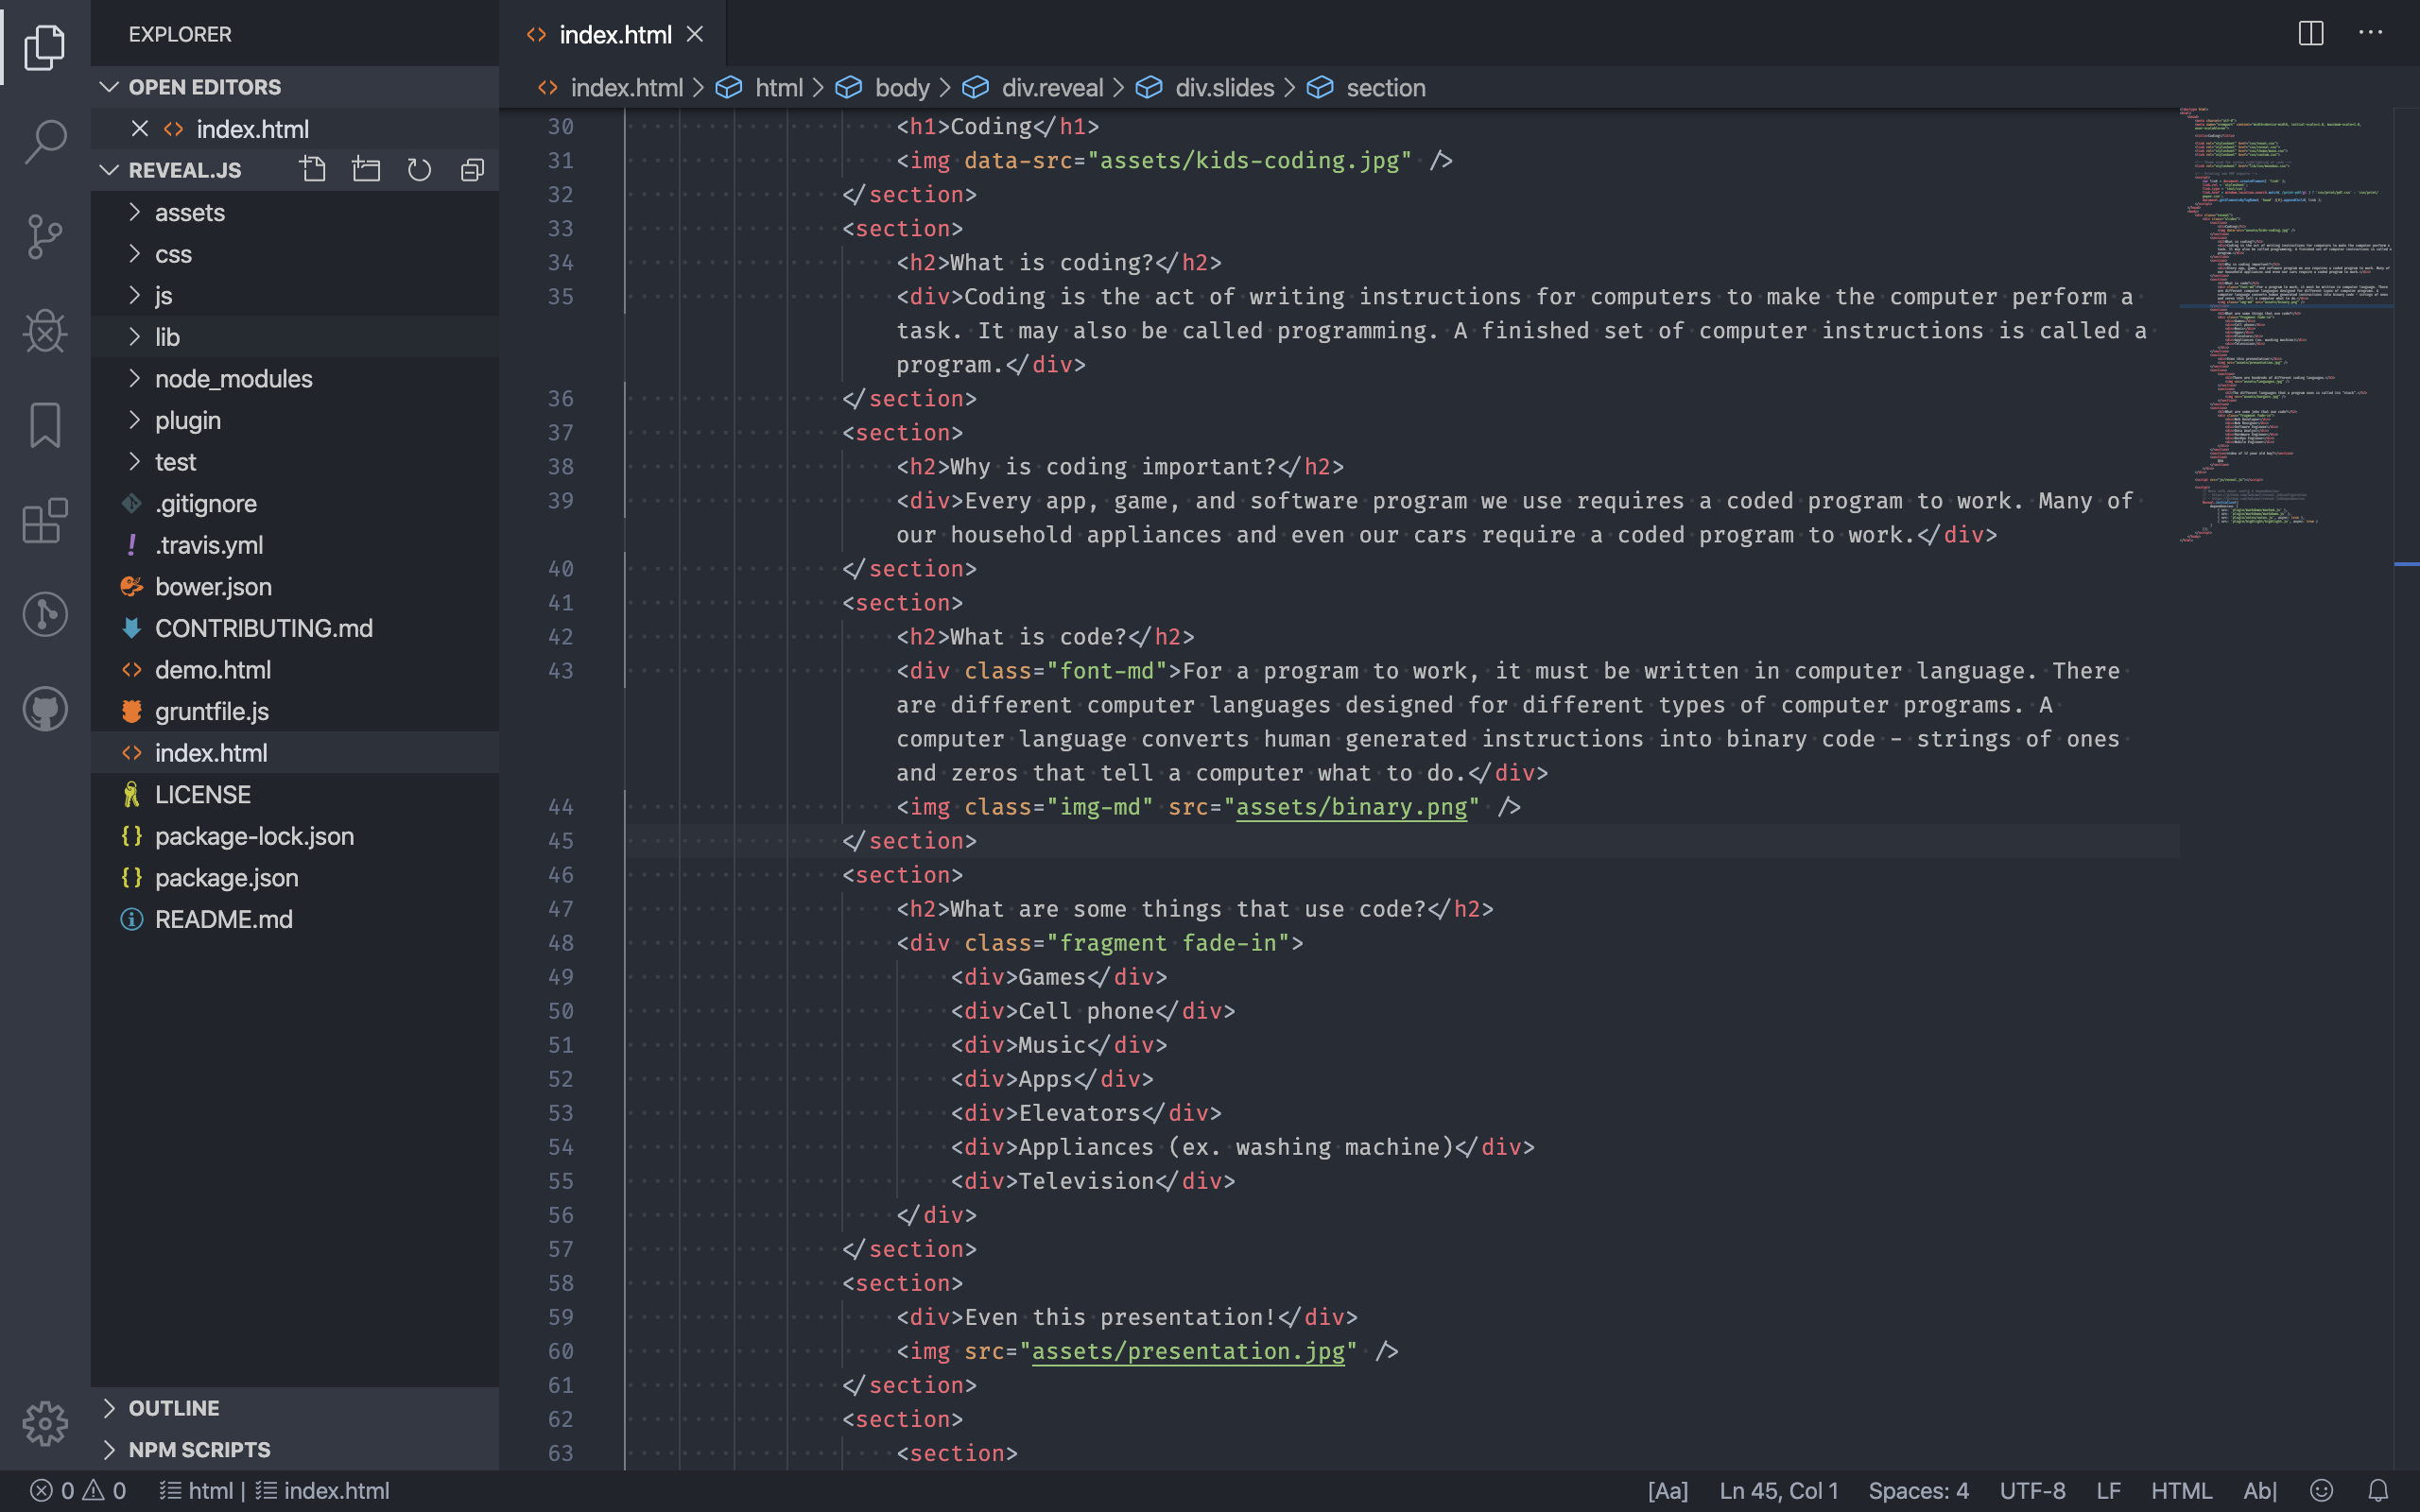 EXPLORER
OPEN EDITORS
index.html
REVEAL.JS
assets
css
js
lib
node_modules
plugin
test
.gitignore
.travis.yml
bower.json
CONTRIBUTING.md
demo.html
gruntfile.js
index.html
LICENSE
package-lock.json
package.json
README.md
OUTLINE
NPM SCRIPTS
index.html
index.html > html > body > div.reveal > div.slides > section
30 <h1>Coding</h1>
31 <img data-src="assets/kids-coding.jpg" />
32 </section>
33 <section>
34 <h2>What is coding?</h2>
35 <div>Coding is the act of writing instructions for computers to make the computer perform a
task. It may also be called programming. A finished set of computer instructions is called a
program.</div>
36 </section>
37 <section>
38 <h2>Why is coding important?</h2>
39 <div>Every app, game, and software program we use requires a coded program to work. Many of
our household appliances and even our cars require a coded program to work.</div>
40 </section>
41 <section>
42 <h2>What is code?</h2>
43 <div class="font-md">For a program to work, it must be written in computer language. There
are different computer languages designed for different types of computer programs. A
computer language converts human generated instructions into binary code - strings of ones
and zeros that tell a computer what to do.</div>
44 <img class="img-md" src="assets/binary.png" />
45 </section>
46 <section>
47 <h2>What are some things that use code?</h2>
48 <div class="fragment fade-in">
49 <div>Games</div>
50 <div>Cell phone</div>
51 <div>Music</div>
52 <div>Apps</div>
53 <div>Elevators</div>
54 <div>Appliances (ex. washing machine)</div>
55 <div>Television</div>
56 </div>
57 </section>
58 <section>
59 <div>Even this presentation!</div>
60 <img src="assets/presentation.jpg" />
61 </section>
62 <section>
63 <section>
0 0 html | index.html
[Aa] Ln 45, Col 1 Spaces: 4 UTF-8 LF HTML Ab|